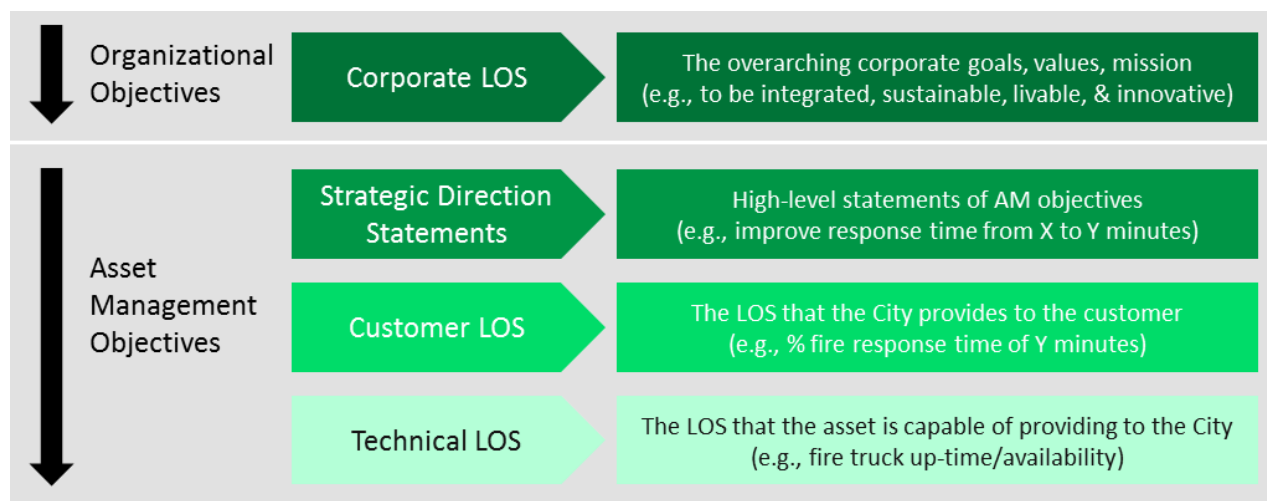 Organizational
Objectives
Corporate LOS
The overarching corporate goals, values, mission
(e.g., to be integrated, sustainable, livable, & innovative)
Asset
Management
Objectives
Strategic Direction
Statements
High-level statements of AM objectives
(e.g., improve response time from X to Y minutes)
Customer LOS
The LOS that the City provides to the customer
(e.g., % fire response time of Y minutes)
Technical LOS
The LOS that the asset is capable of providing to the City
(e.g., fire truck up-time/availability)